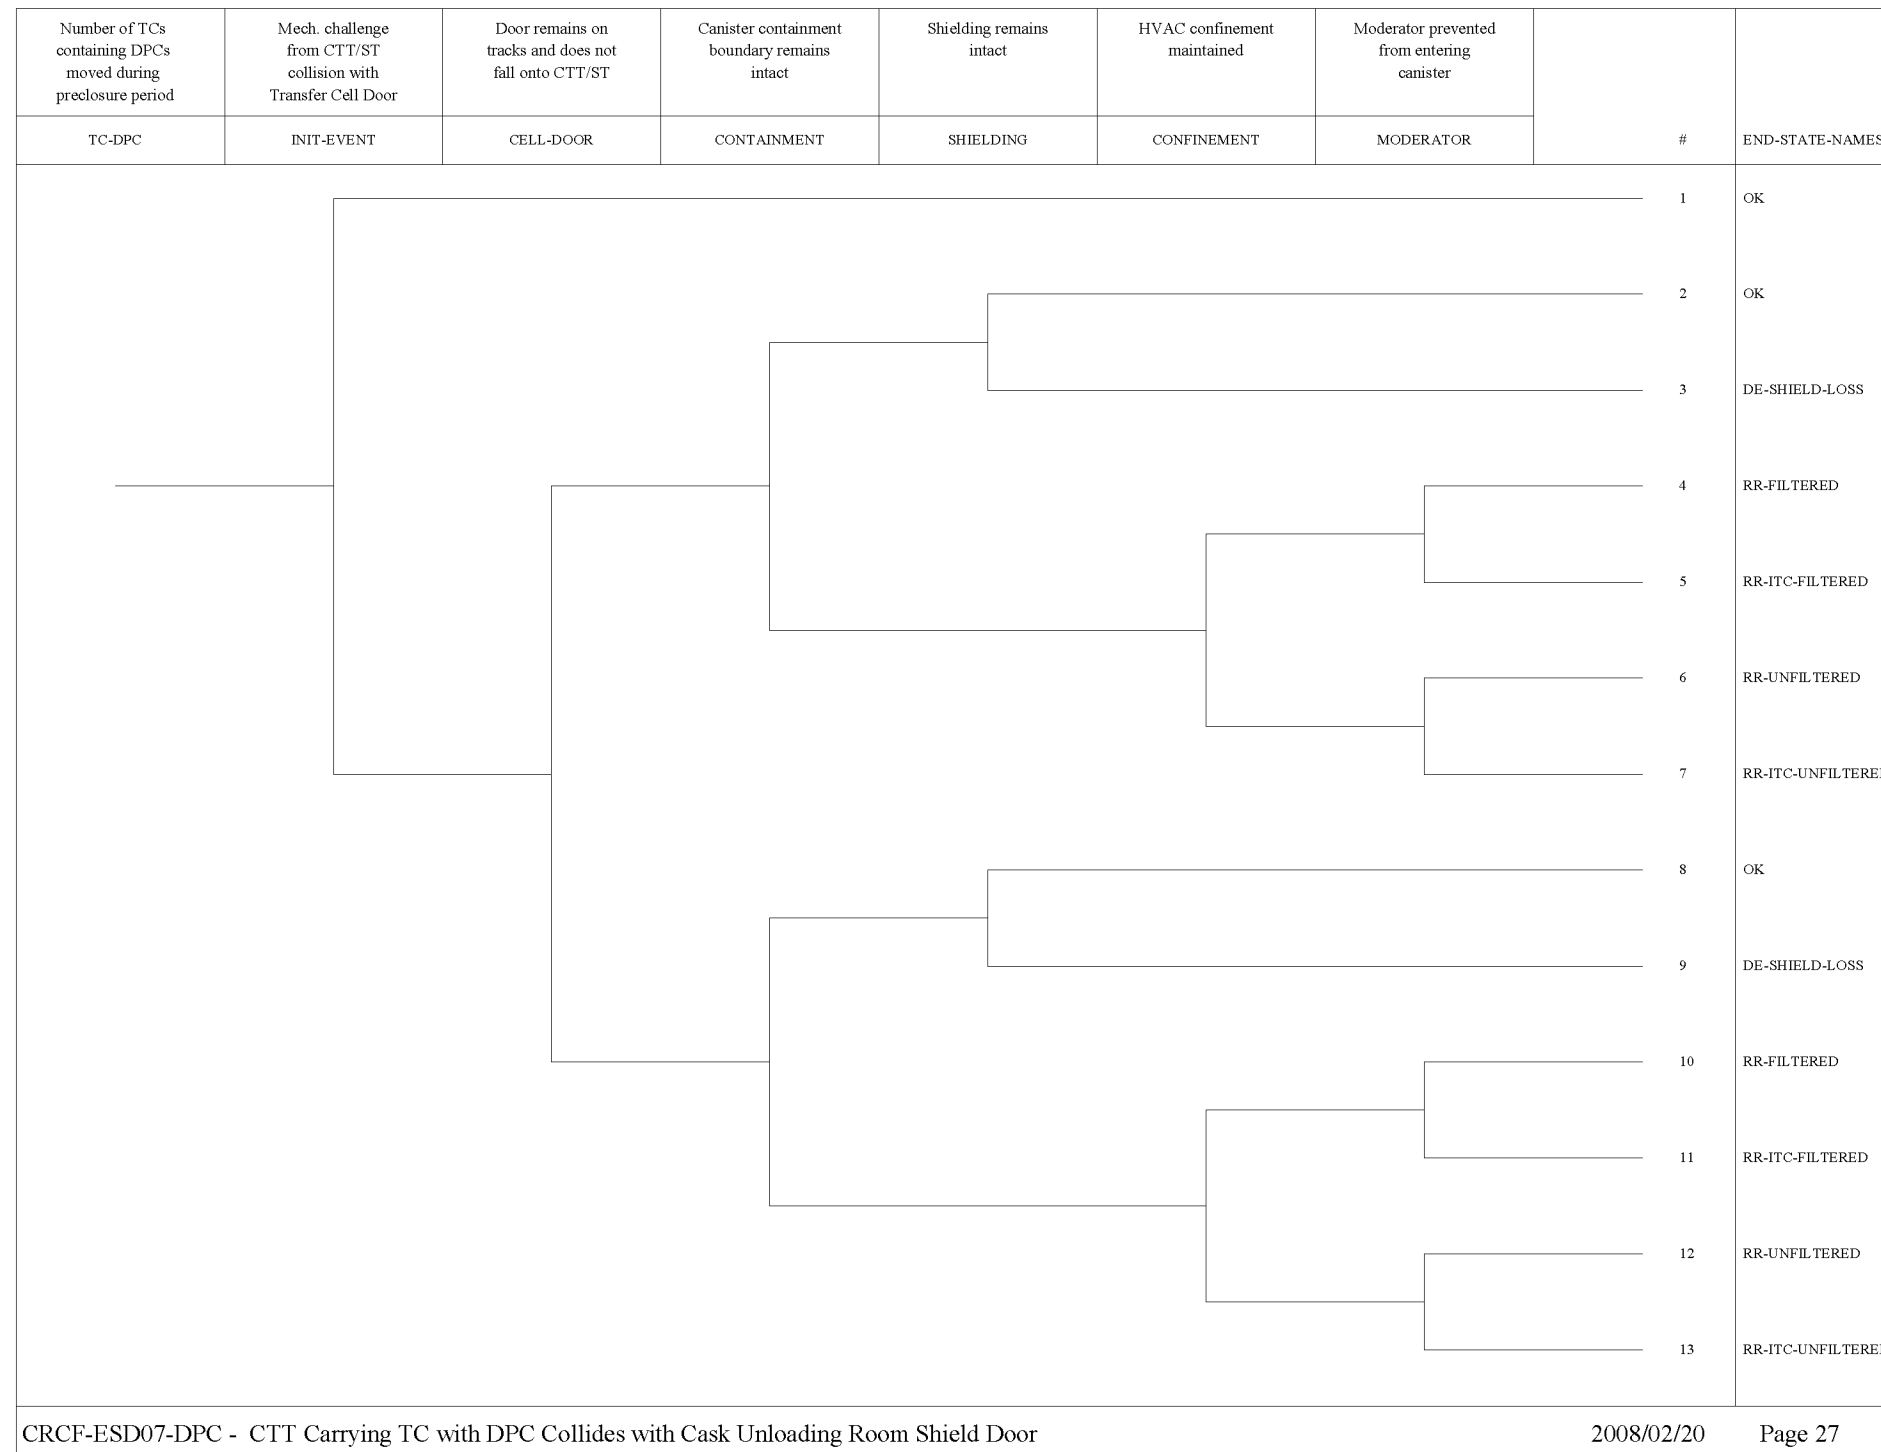 Number of TCs
containing DPCs
moved during
preclosure period
Mech. challenge
from CTT/ST
collision with
Transfer Cell Door
Door remains on
tracks and does not
fall onto CTT/ST
Canister containment
boundary remains
intact
Shielding remains
intact
HVAC confinement
maintained
Moderator prevented
from entering
canister
TC-DPC
INIT-EVENT
CELL-DOOR
CONTAINMENT
SHIELDING
CONFINEMENT
MODERATOR
#
END-STATE-NAMES
1 OK
2 OK
3 DE-SHIELD-LOSS
4 RR-FILTERED
5 RR-ITC-FILTERED
6 RR-UNFILTERED
7 RR-ITC-UNFILTERE
8 OK
9 DE-SHIELD-LOSS
10 RR-FILTERED
11 RR-ITC-FILTERED
12 RR-UNFILTERED
13 RR-ITC-UNFILTERE
CRCF-ESD07-DPC - CTT Carrying TC with DPC Collides with Cask Unloading Room Shield Door 2008/02/20 Page 27